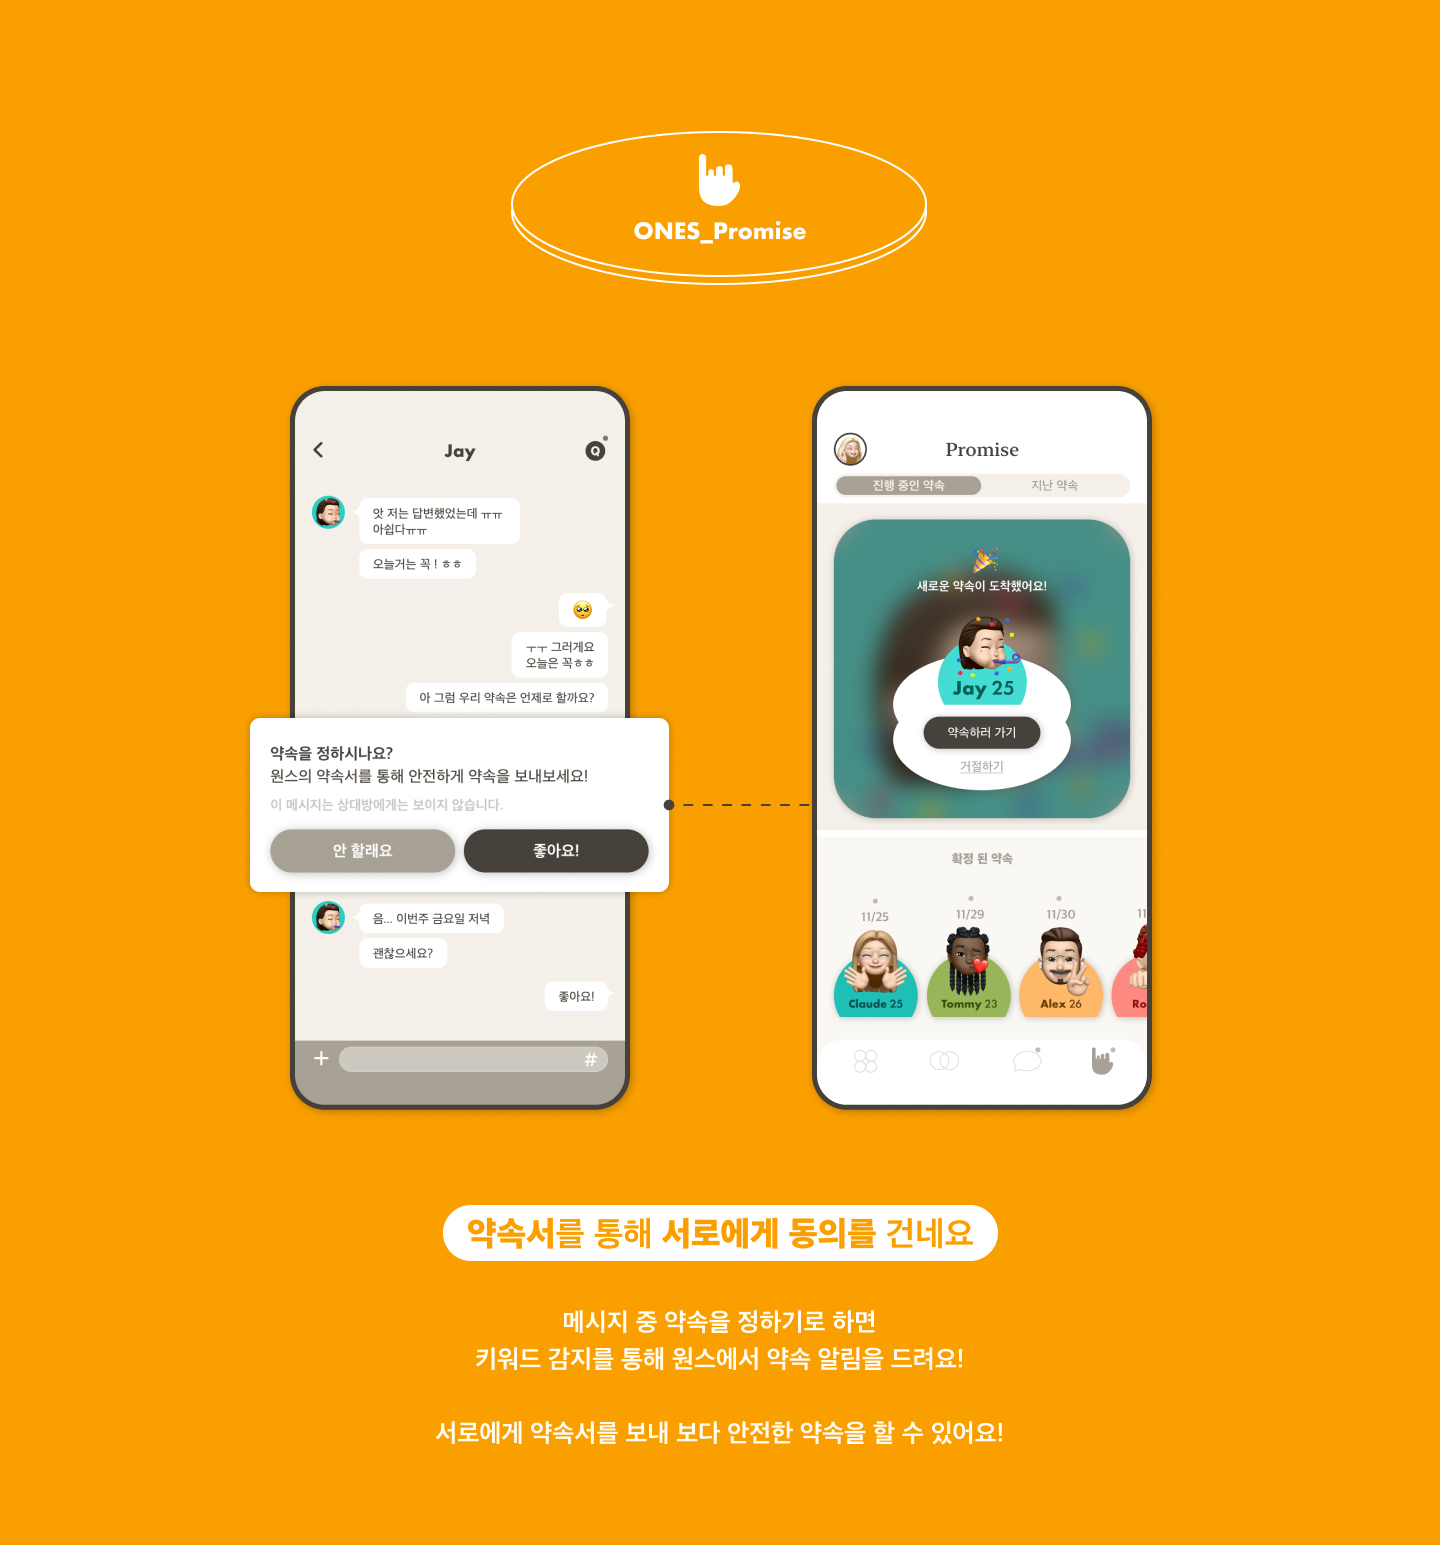 ONES_Promise
Jay
Q
앗 저는 답변했었는데 ㅠㅠ
아쉽다ㅠㅠ
오늘거는 꼭 ! ㅎㅎ
ㅜㅜ 그러게요
오늘은 꼭ㅎㅎ
아 그럼 우리 약속은 언제로 할까요?
약속을 정하시나요?
원스의 약속서를 통해 안전하게 약속을 보내보세요!
이 메시지는 상대방에게는 보이지 않습니다.
안 할래요
좋아요!
음... 이번주 금요일 저녁
괜찮으세요?
좋아요!
+
#
Promise
진행 중인 약속
지난 약속
새로운 약속이 도착했어요!
Jay 25
약속하러 가기
거절하기
확정 된 약속
11/25
11/29
11/30
11
Claude 25
Tommy 23
Alex 26
Ro
약속서를 통해 서로에게 동의를 건네요
메시지 중 약속을 정하기로 하면
키워드 감지를 통해 원스에서 약속 알림을 드려요!
서로에게 약속서를 보내 보다 안전한 약속을 할 수 있어요!